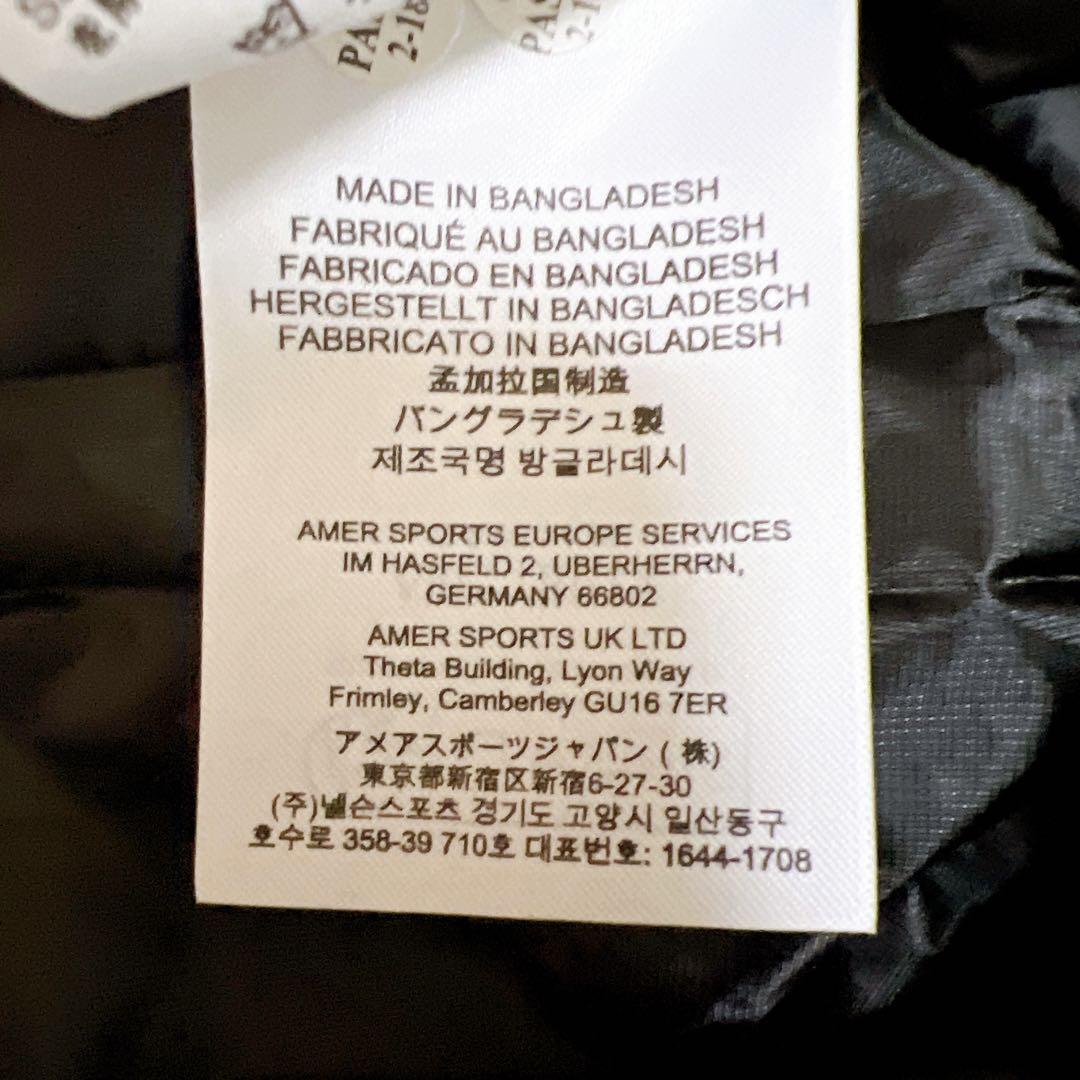 PA
2-18
PAS
2-1
MADE IN BANGLADESH
FABRIQUÉ AU BANGLADESH
FABRICADO EN BANGLADESH
HERGESTELLT IN BANGLADESCH
FABBRICATO IN BANGLADESH
孟加拉国制造
バングラデシュ製
제조국명 방글라데시
AMER SPORTS EUROPE SERVICES
IM HASFELD 2, UBERHERRN,
GERMANY 66802
AMER SPORTS UK LTD
Theta Building, Lyon Way
Frimley, Camberley GU16 7ER
アメアスポーツジャパン ( 株)
東京都新宿区新宿6-27-30
(주)넬슨스포츠 경기도 고양시 일산동구
호수로 358-39 710호 대표번호: 1644-1708